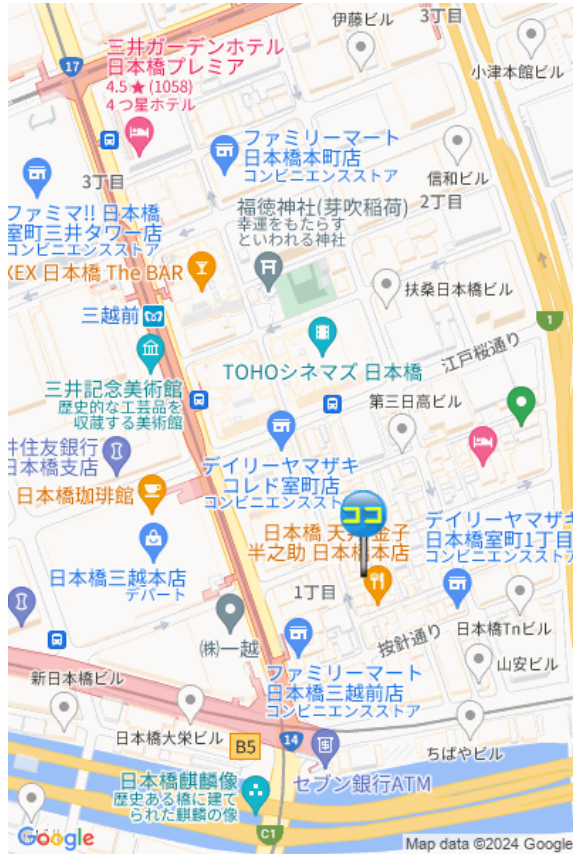 伊藤ビル
3丁目
三井ガーデンホテル
日本橋プレミア
4.5★(1058)
4 つ星ホテル
17
小津本館ビル
ファミリーマート
日本橋本町店
コンビニエンスストア
3丁目
信和ビル
2丁目
ファミマ!! 日本橋
室町三井タワー店
コンビニエンスストア
福徳神社(芽吹稲荷)
幸運をもたらす
といわれる神社
XEX 日本橋 The BAR
扶桑日本橋ビル
三越前
1
江戸桜通り
三井記念美術館
歴史的な工芸品を
収蔵する美術館
TOHOシネマズ 日本橋
第三日高ビル
井住友銀行
日本橋支店
デイリーヤマザキ
コレド室町店
コンビニエンスストア
日本橋珈琲館
ココ
日本橋 天丼 金子
半之助 日本橋本店
デイリーヤマザキ
日本橋室町1丁目
コンビニエンスス
日本橋三越本店
デパート
1丁目
日本橋Tnビル
按針通り
㈱一越
山安ビル
ファミリーマート
日本橋三越前店
コンビニエンスストア
新日本橋ビル
日本橋大栄ビル
B5
14
ちばやビル
セブン銀行ATM
日本橋麒麟像
歴史ある橋に建て
られた麒麟の像
C1
Google
Map data ©2024 Google